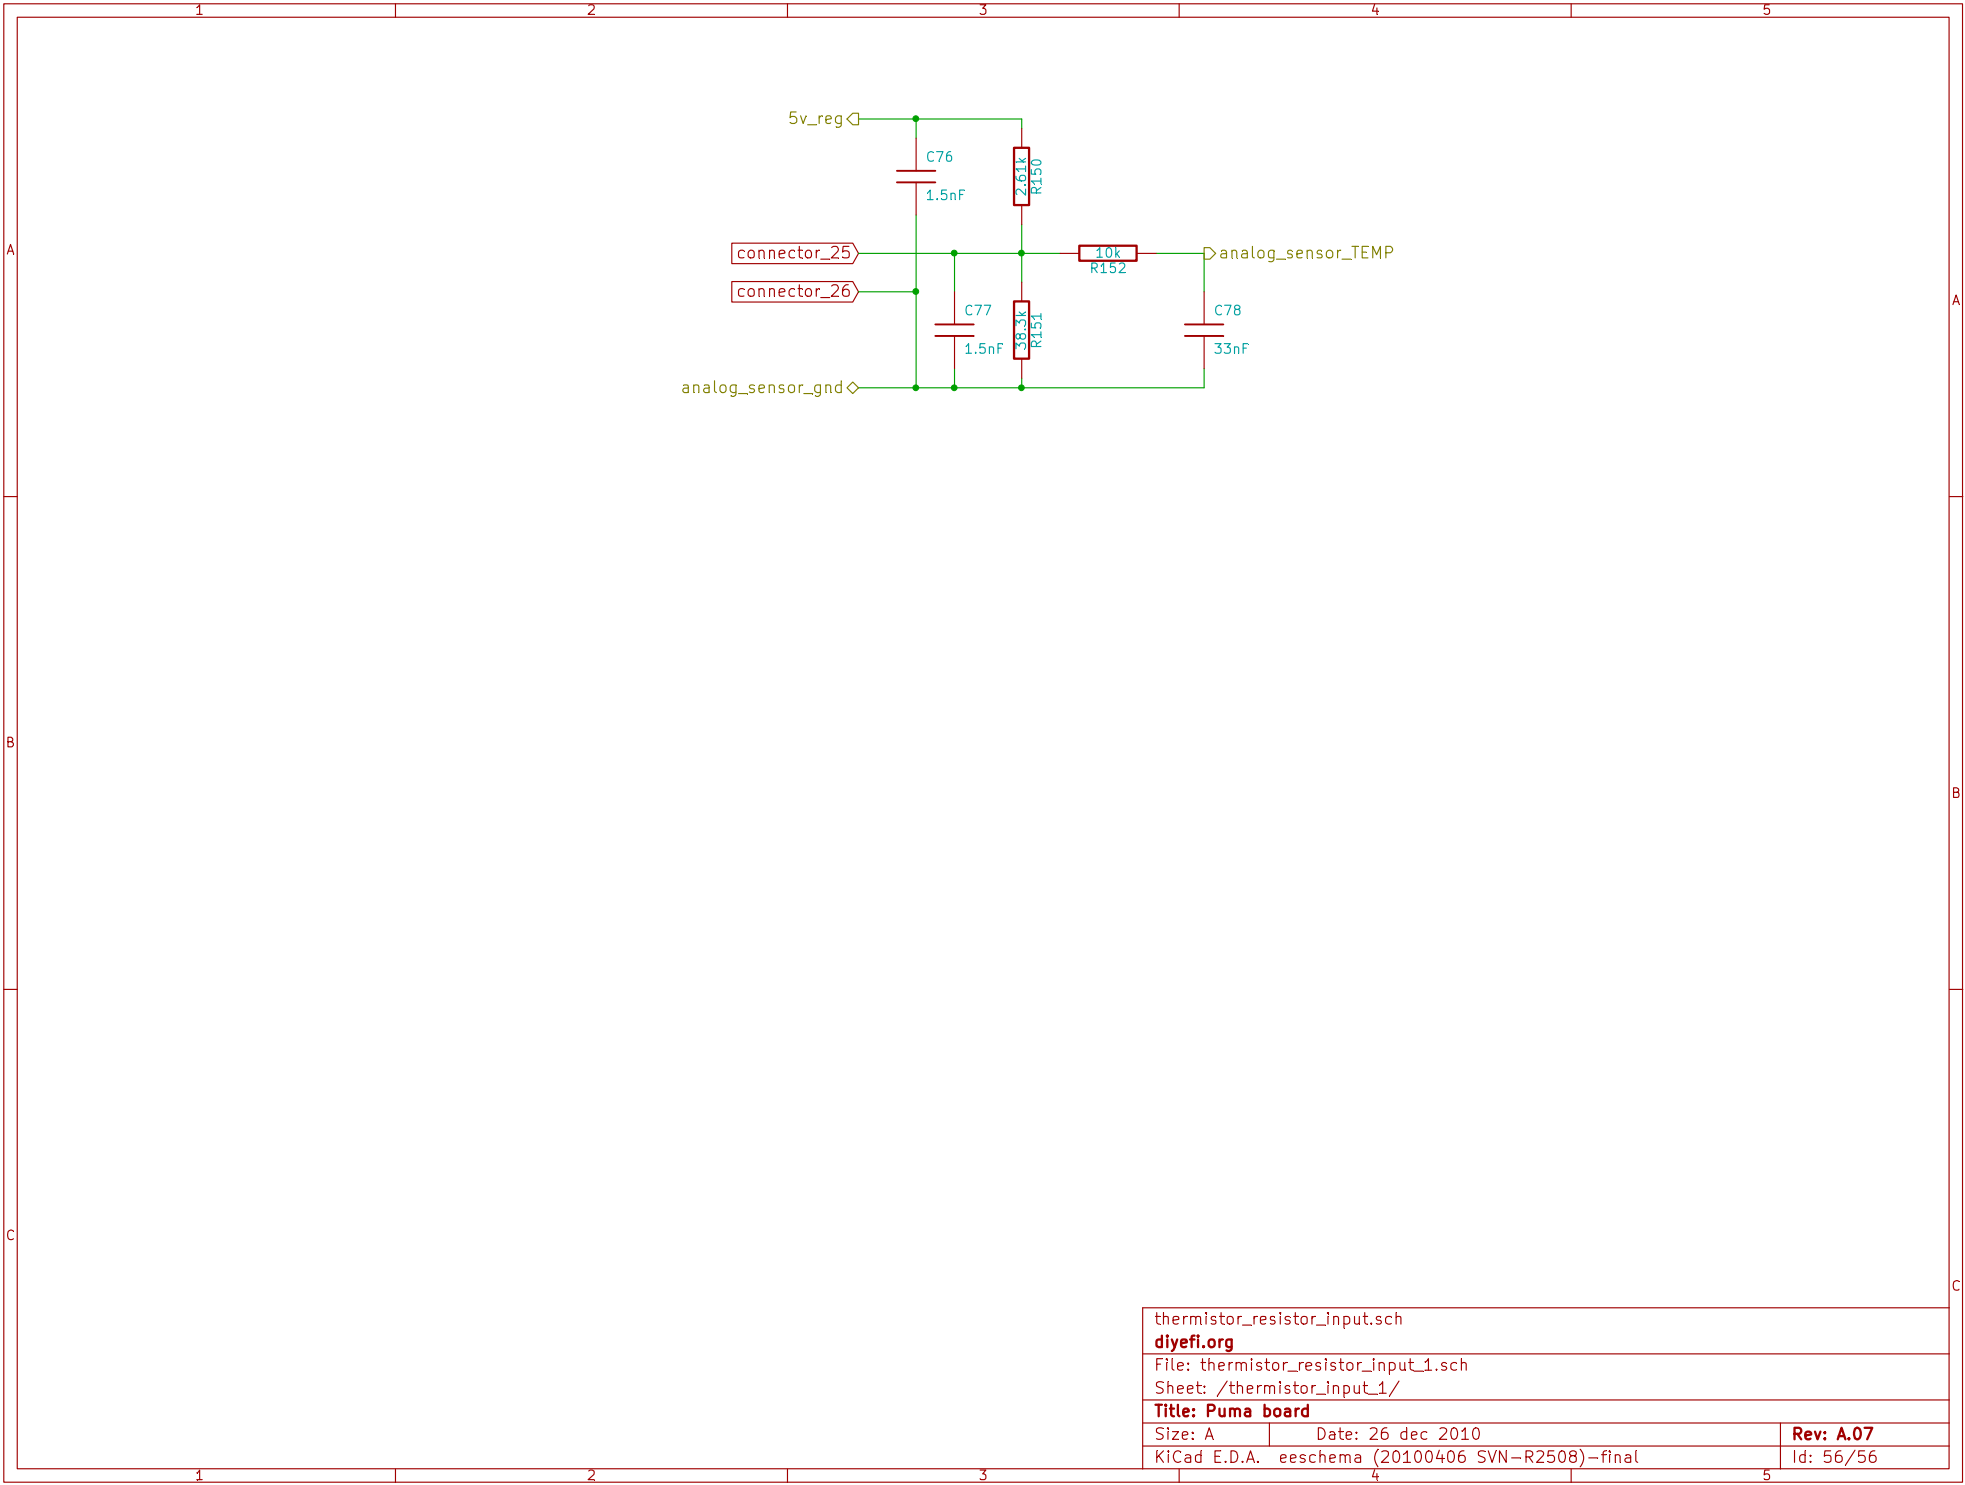 1 2 3 4 5
5v_reg
C76
1.5nF
2.61k
R150
A
connector_25
10k
R152
analog_sensor_TEMP
connector_26
A
C77
1.5nF
38.3k
R151
C78
33nF
analog_sensor_gnd
B
B
C
C
thermistor_resistor_input.sch
diyefi.org
File: thermistor_resistor_input_1.sch
Sheet: /thermistor_input_1/
Title: Puma board
Size: A Date: 26 dec 2010 Rev: A.07
KiCad E.D.A. eeschema (20100406 SVN-R2508)-final Id: 56/56
1 2 3 4 5